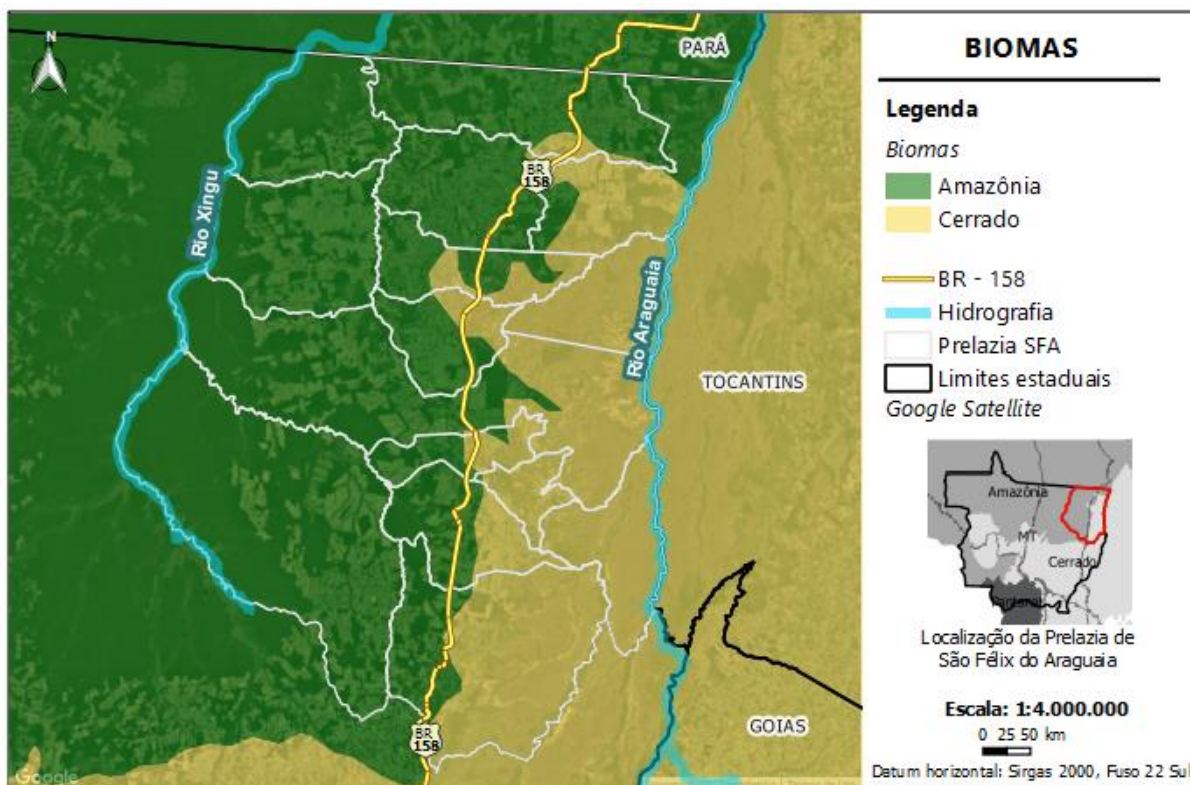 N
PARÁ
BR
158
Rio Xingu
Rio Araguaia
TOCANTINS
GOIAS
BR
158
Google
BIOMAS
Legenda
Biomas
Amazônia
Cerrado
BR - 158
Hidrografia
Prelazia SFA
Limites estaduais
Google Satellite
Amazônia
MT
Cerrado
Localização da Prelazia de
São Félix do Araguaia
Escala: 1:4.000.000
0 25 50 km
Datum horizontal: Sirgas 2000, Fuso 22 Sul